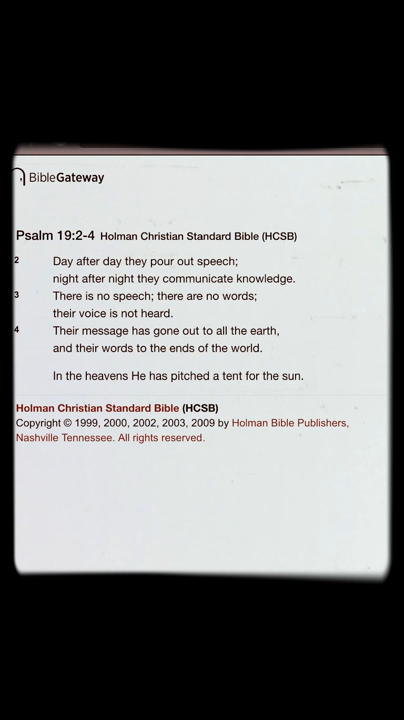 BibleGateway
Psalm 19:2-4 Holman Christian Standard Bible (HCSB)
2 Day after day they pour out speech;
night after night they communicate knowledge.
3 There is no speech; there are no words;
their voice is not heard.
4 Their message has gone out to all the earth,
and their words to the ends of the world.
In the heavens He has pitched a tent for the sun.
Holman Christian Standard Bible (HCSB)
Copyright © 1999, 2000, 2002, 2003, 2009 by Holman Bible Publishers,
Nashville Tennessee. All rights reserved.